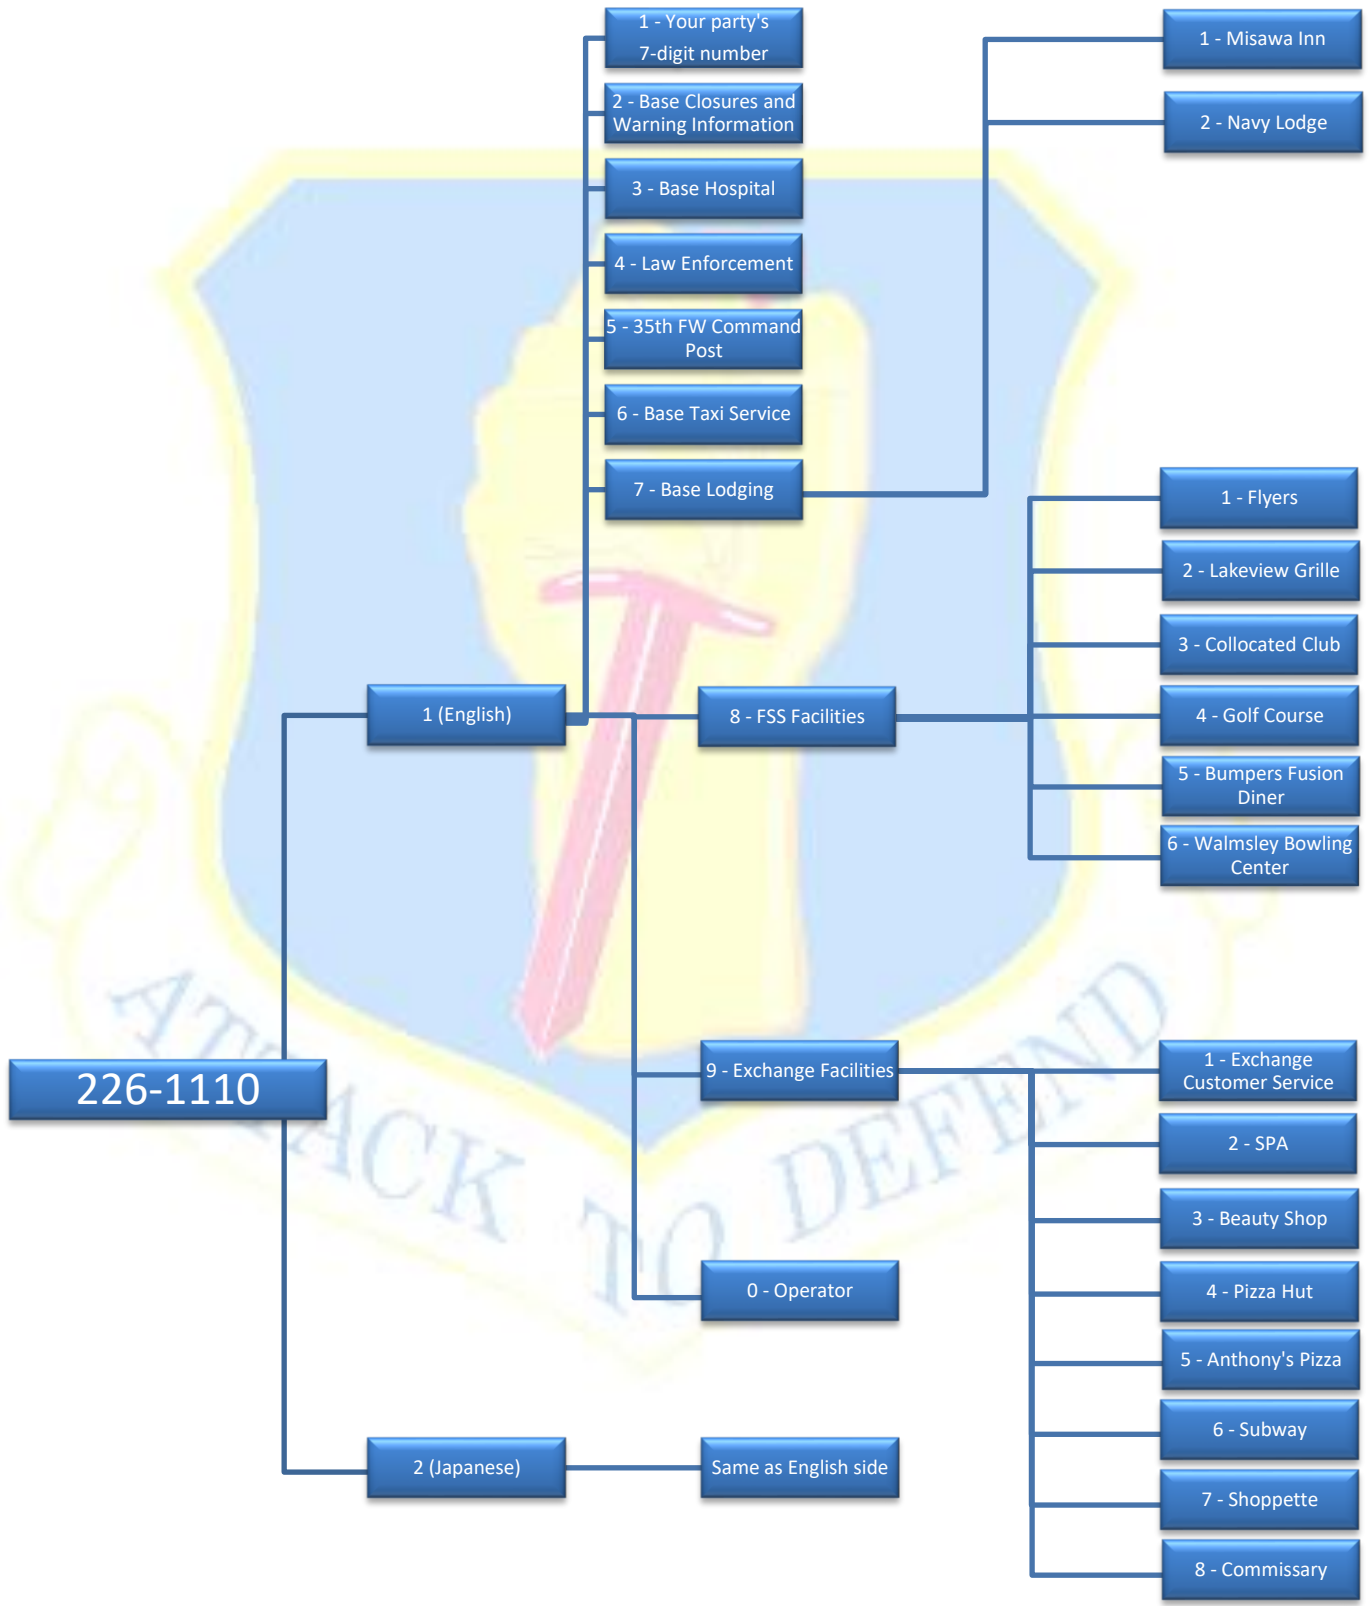 226-1110
1 (English)
1 - Your party's
7-digit number
2 - Base Closures and
Warning Information
3 - Base Hospital
4 - Law Enforcement
5 - 35th FW Command
Post
6 - Base Taxi Service
7 - Base Lodging
1 - Misawa Inn
2 - Navy Lodge
8 - FSS Facilities
1 - Flyers
2 - Lakeview Grille
3 - Collocated Club
4 - Golf Course
5 - Bumpers Fusion
Diner
6 - Walmsley Bowling
Center
9 - Exchange Facilities
1 - Exchange
Customer Service
2 - SPA
3 - Beauty Shop
4 - Pizza Hut
5 - Anthony's Pizza
6 - Subway
7 - Shoppette
8 - Commissary
0 - Operator
2 (Japanese)
Same as English side
ATTACK TO DEFEND